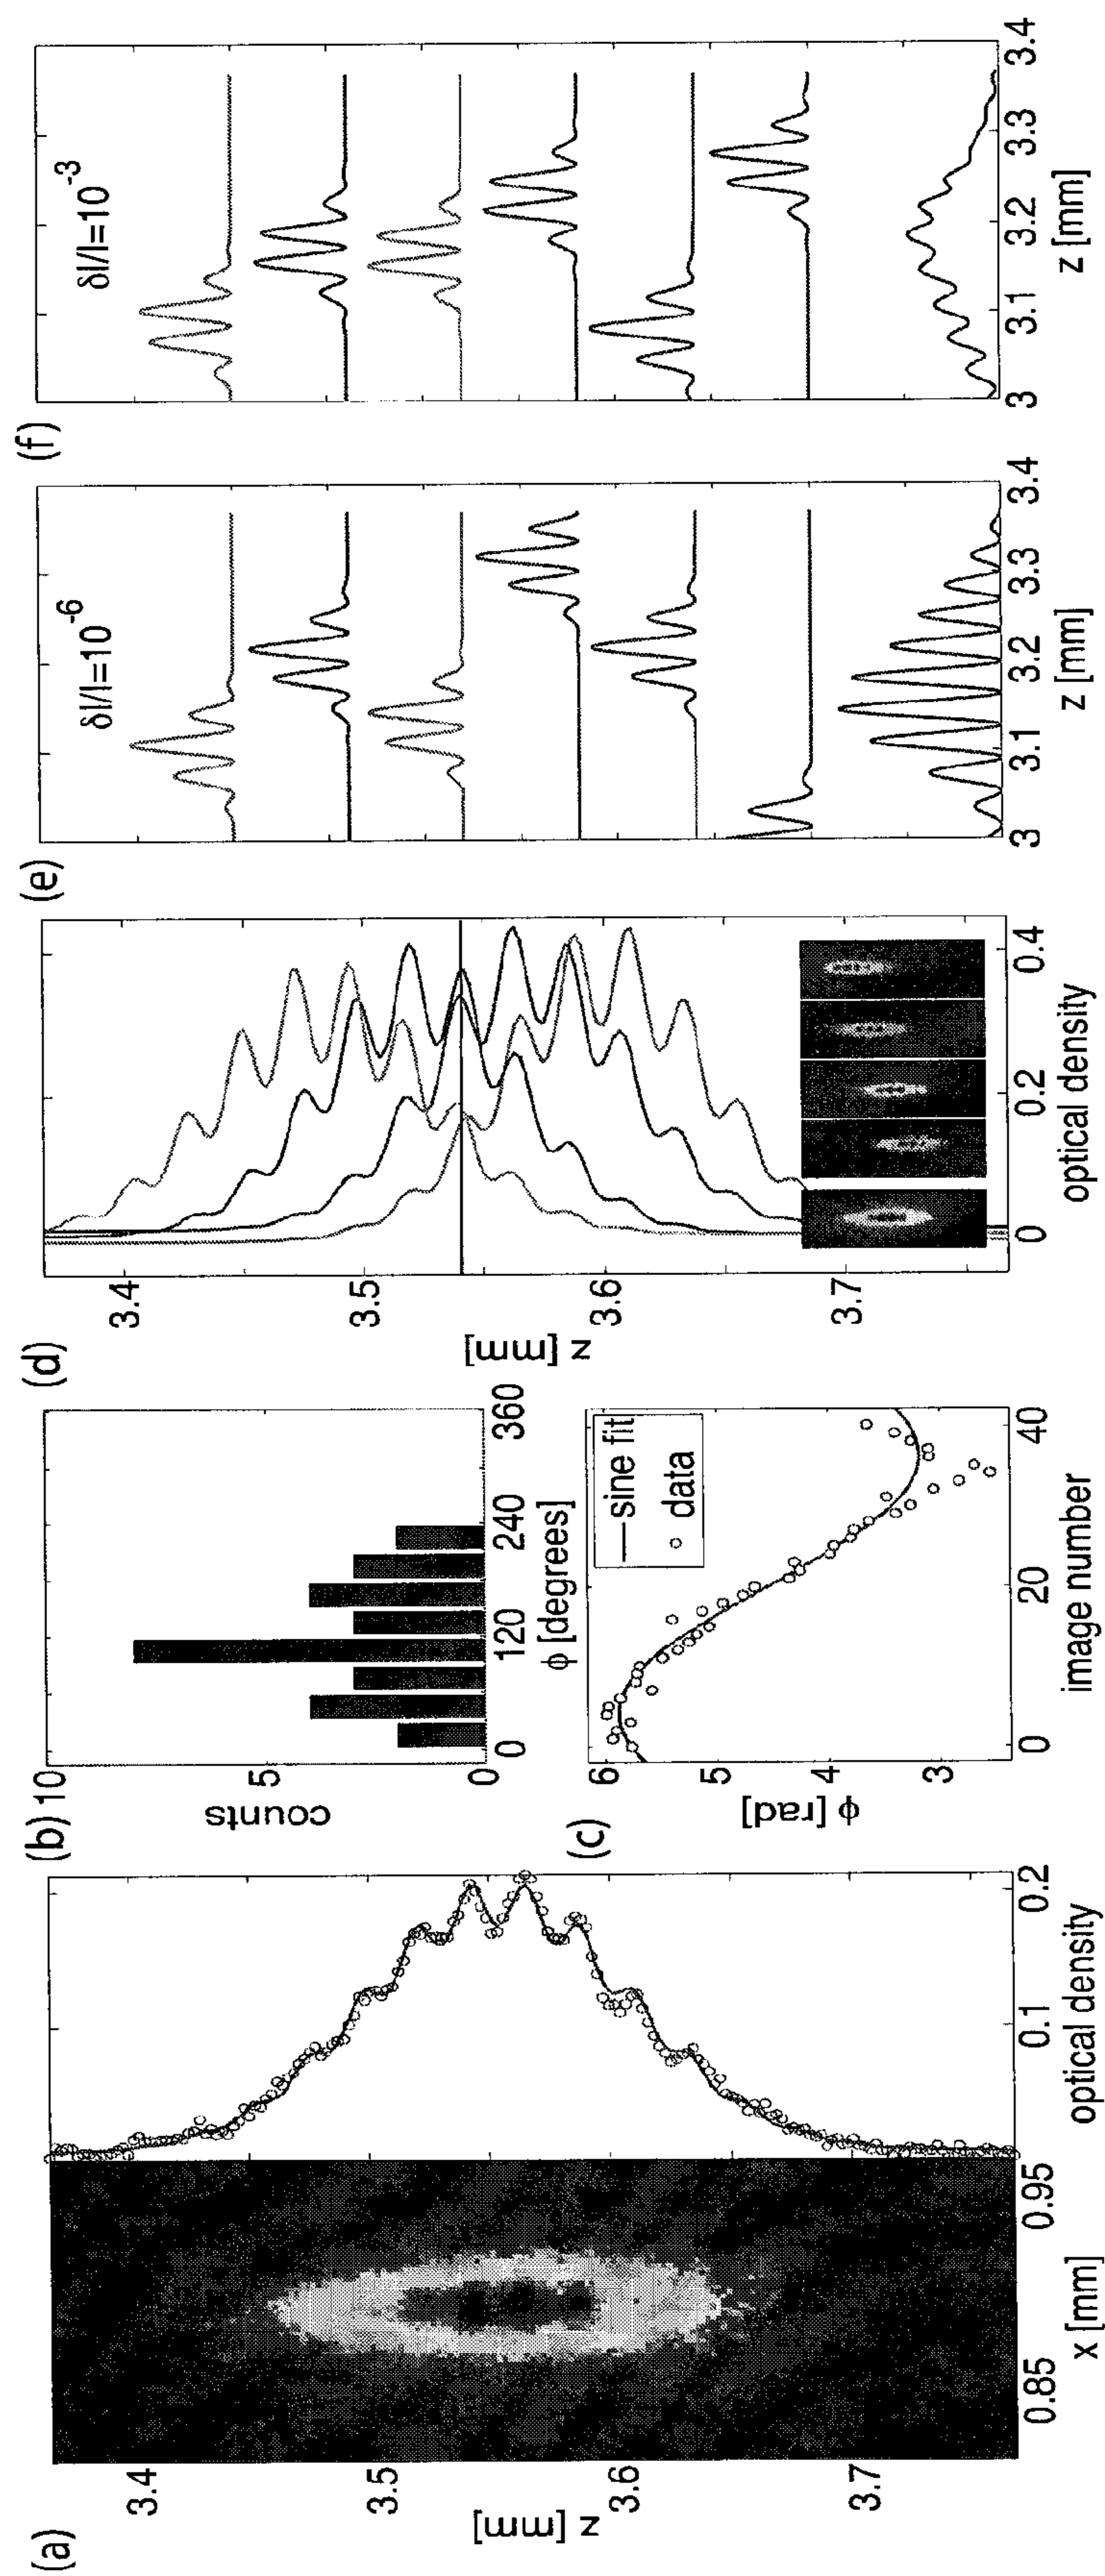 (a)
3.4
3.5
3.6
3.7
z [mm]
0.85
0.95
x [mm]
0.1
0.2
optical density
(b)
10
5
0
counts
0
120
240
360
ϕ [degrees]
(c)
6
5
4
3
ϕ [rad]
sine fit
data
0
20
40
image number
(d)
3.4
3.5
3.6
3.7
z [mm]
0
0.2
0.4
optical density
(e)
δI/I=10⁻⁶
3
3.1
3.2
3.3
3.4
z [mm]
(f)
δI/I=10⁻³
3
3.1
3.2
3.3
3.4
z [mm]